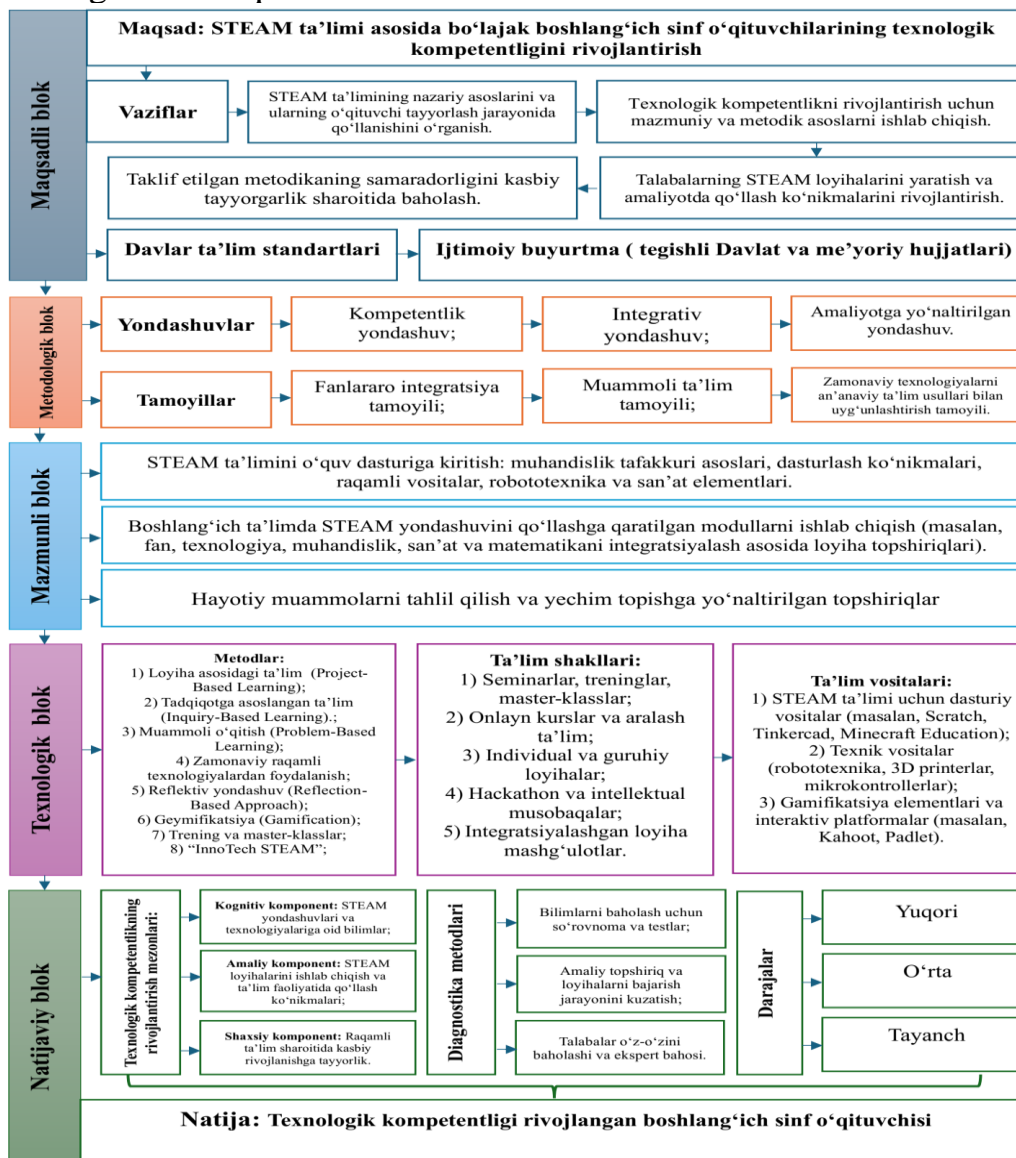 Maqsad: STEAM ta’limi asosida bo‘lajak boshlang‘ich sinf o‘qituvchilarining texnologik
kompetentligini rivojlantirish
Maqsadli blok
Vaziflar
STEAM ta’limining nazariy asoslarini va
ularning o‘qituvchi tayyorlash jarayonida
qo‘llanishini o‘rganish.
Texnologik kompetentlikni rivojlantirish uchun
mazmuniy va metodik asoslarni ishlab chiqish.
Taklif etilgan metodikaning samaradorligini kasbiy
tayyorgarlik sharoitida baholash.
Talabalarning STEAM loyihalarini yaratish va
amaliyotda qo‘llash ko‘nikmalarini rivojlantirish.
Davlar ta’lim standartlari
Ijtimoiy buyurtma ( tegishli Davlat va me’yoriy hujjatlari)
Metodologik blok
Yondashuvlar
Kompetentlik
yondashuv;
Integrativ
yondashuv;
Amaliyotga yo‘naltirilgan
yondashuv.
Tamoyillar
Fanlararo integratsiya
tamoyili;
Muammoli ta’lim
tamoyili;
Zamonaviy texnologiyalarni
an’anaviy ta’lim usullari bilan
uyg‘unlashtirish tamoyili.
Mazmunli blok
STEAM ta’limini o‘quv dasturiga kiritish: muhandislik tafakkuri asoslari, dasturlash ko‘nikmalari,
raqamli vositalar, robototexnika va san’at elementlari.
Boshlang‘ich ta’limda STEAM yondashuvini qo‘llashga qaratilgan modullarni ishlab chiqish (masalan,
fan, texnologiya, muhandislik, san’at va matematikani integratsiyalash asosida loyiha topshiriqlari).
Hayotiy muammolarni tahlil qilish va yechim topishga yo‘naltirilgan topshiriqlar
Texnologik blok
Metodlar:
1) Loyiha asosidagi ta’lim (Project-
Based Learning);
2) Tadqiqotga asoslangan ta’lim
(Inquiry-Based Learning).;
3) Muammoli o‘qitish (Problem-Based
Learning);
4) Zamonaviy raqamli
texnologiyalardan foydalanish;
5) Reflektiv yondashuv (Reflection-
Based Approach);
6) Geymifikatsiya (Gamification);
7) Trening va master-klasslar;
8) “InnoTech STEAM”;
Ta’lim shakllari:
1) Seminarlar, treninglar,
master-klasslar;
2) Onlayn kurslar va aralash
ta’lim;
3) Individual va guruhiy
loyihalar;
4) Hackathon va intellektual
musobaqalar;
5) Integratsiyalashgan loyiha
mashg‘ulotlar.
Ta’lim vositalari:
1) STEAM ta’limi uchun dasturiy
vositalar (masalan, Scratch,
Tinkercad, Minecraft Education);
2) Texnik vositalar
(robototexnika, 3D printerlar,
mikrokontrollerlar);
3) Gamifikatsiya elementlari va
interaktiv platformalar (masalan,
Kahoot, Padlet).
Natijaviy blok
Texnologik kompetentlikning
rivojlantirish mezonlari:
Kognitiv komponent: STEAM
yondashuvlari va
texnologiyalariga oid bilimlar;
Amaliy komponent: STEAM
loyihalarini ishlab chiqish va
ta’lim faoliyatida qo‘llash
ko‘nikmalari;
Shaxsiy komponent: Raqamli
ta’lim sharoitida kasbiy
rivojlanishga tayyorlik.
Diagnostika metodlari
Bilimlarni baholash uchun
so‘rovnoma va testlar;
Amaliy topshiriq va
loyihalarni bajarish
jarayonini kuzatish;
Talabalar o‘z-o‘zini
baholashi va ekspert bahosi.
Darajalar
Yuqori
O‘rta
Tayanch
Natija: Texnologik kompetentligi rivojlangan boshlang‘ich sinf o‘qituvchisi